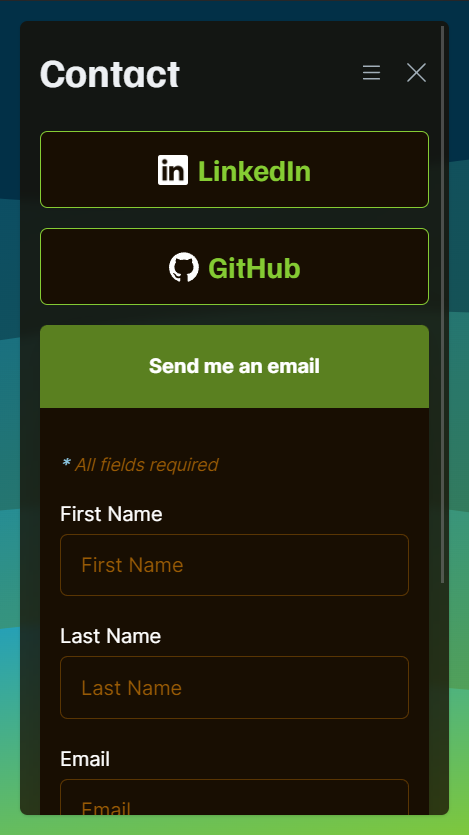 Contact
in LinkedIn
GitHub
Send me an email
* All fields required
First Name
First Name
Last Name
Last Name
Email
Email